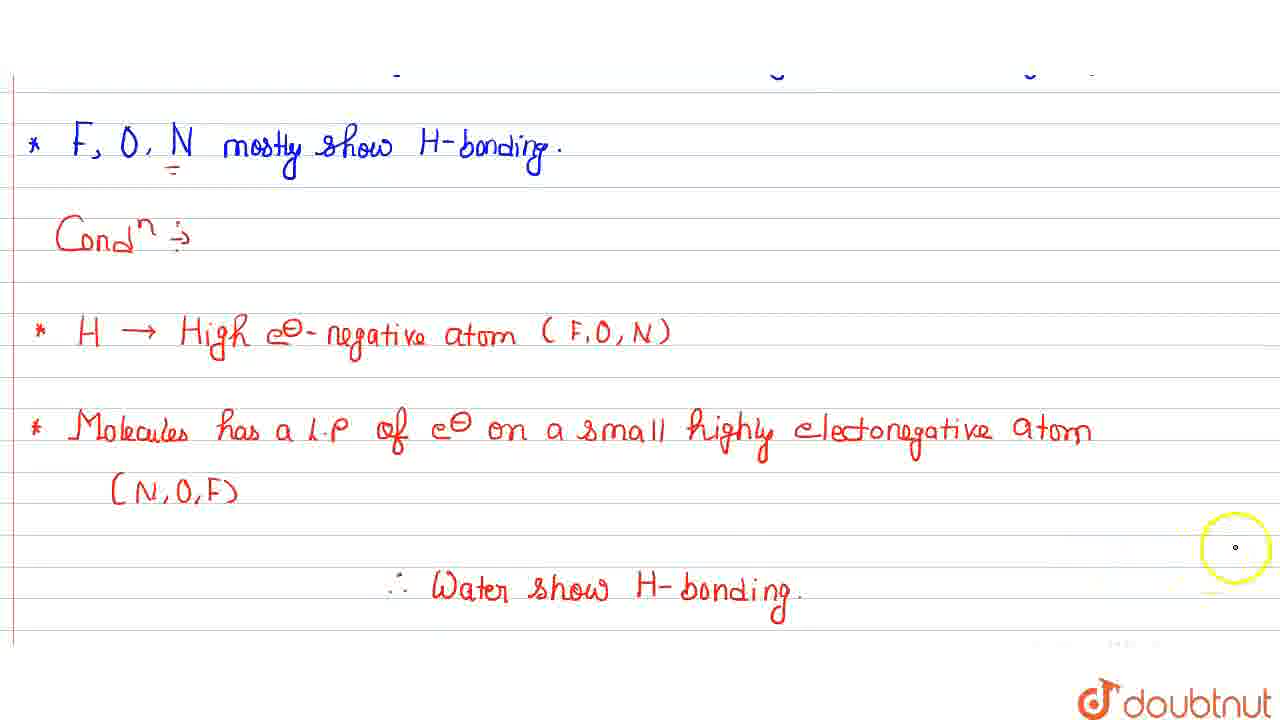 * F, O, N mostly show H-bonding.
Condⁿ →
* H → High e⊖-negative atom (F, O, N)
* Molecules has a L.P of e⊖ on a small highly electonegative atom
(N, O, F)
∴ Water show H-bonding.
doubtnut